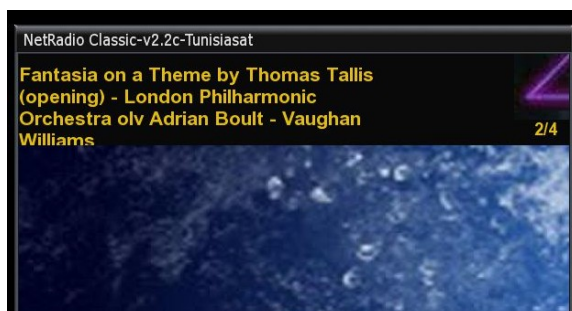 NetRadio Classic-v2.2c-Tunisiasat
Fantasia on a Theme by Thomas Tallis
(opening) - London Philharmonic
Orchestra olv Adrian Boult - Vaughan
Williams
2/4